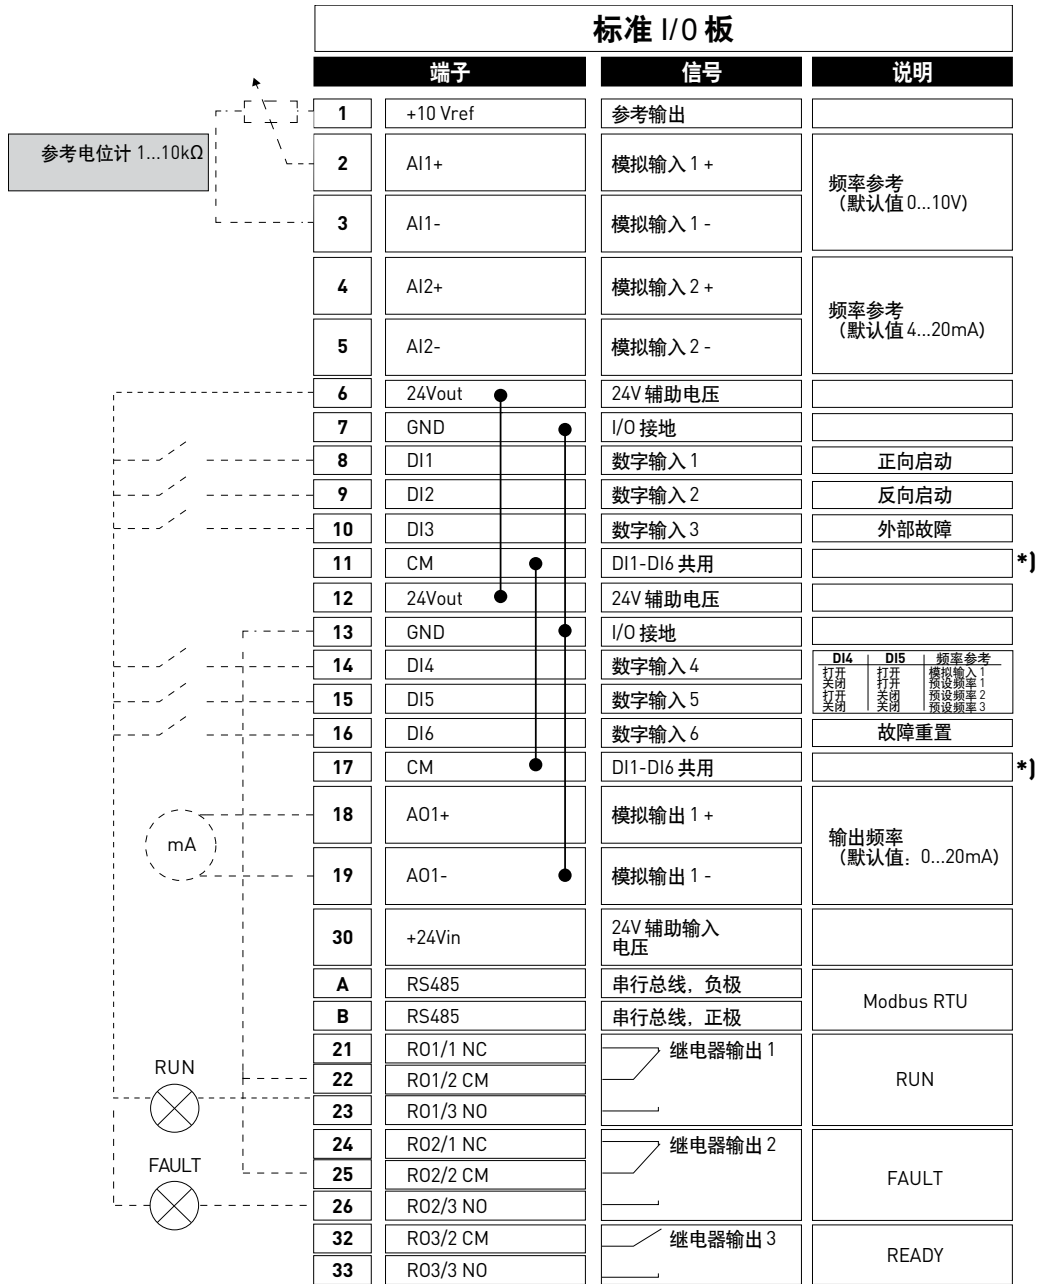 标准 I/O 板
端子 信号 说明
1 +10 Vref 参考输出
参考电位计 1...10kΩ
2 AI1+ 模拟输入 1 +
频率参考
(默认值 0...10V)
3 AI1- 模拟输入 1 -
4 AI2+ 模拟输入 2 +
频率参考
(默认值 4...20mA)
5 AI2- 模拟输入 2 -
6 24Vout 24V 辅助电压
7 GND I/O 接地
8 DI1 数字输入 1 正向启动
9 DI2 数字输入 2 反向启动
10 DI3 数字输入 3 外部故障
11 CM DI1-DI6 共用 *)
12 24Vout 24V 辅助电压
13 GND I/O 接地
14 DI4 数字输入 4
DI4 DI5 频率参考
打开 打开 模拟输入 1
关闭 打开 预设频率 1
打开 关闭 预设频率 2
关闭 关闭 预设频率 3
15 DI5 数字输入 5
16 DI6 数字输入 6 故障重置
17 CM DI1-DI6 共用 *)
18 AO1+ 模拟输出 1 +
mA
输出频率
(默认值：0...20mA)
19 AO1- 模拟输出 1 -
30 +24Vin 24V 辅助输入
电压
A RS485 串行总线，负极
Modbus RTU
B RS485 串行总线，正极
21 RO1/1 NC 继电器输出 1
RUN
22 RO1/2 CM RUN
23 RO1/3 NO
24 RO2/1 NC 继电器输出 2
FAULT
25 RO2/2 CM FAULT
26 RO2/3 NO
32 RO3/2 CM 继电器输出 3
READY
33 RO3/3 NO